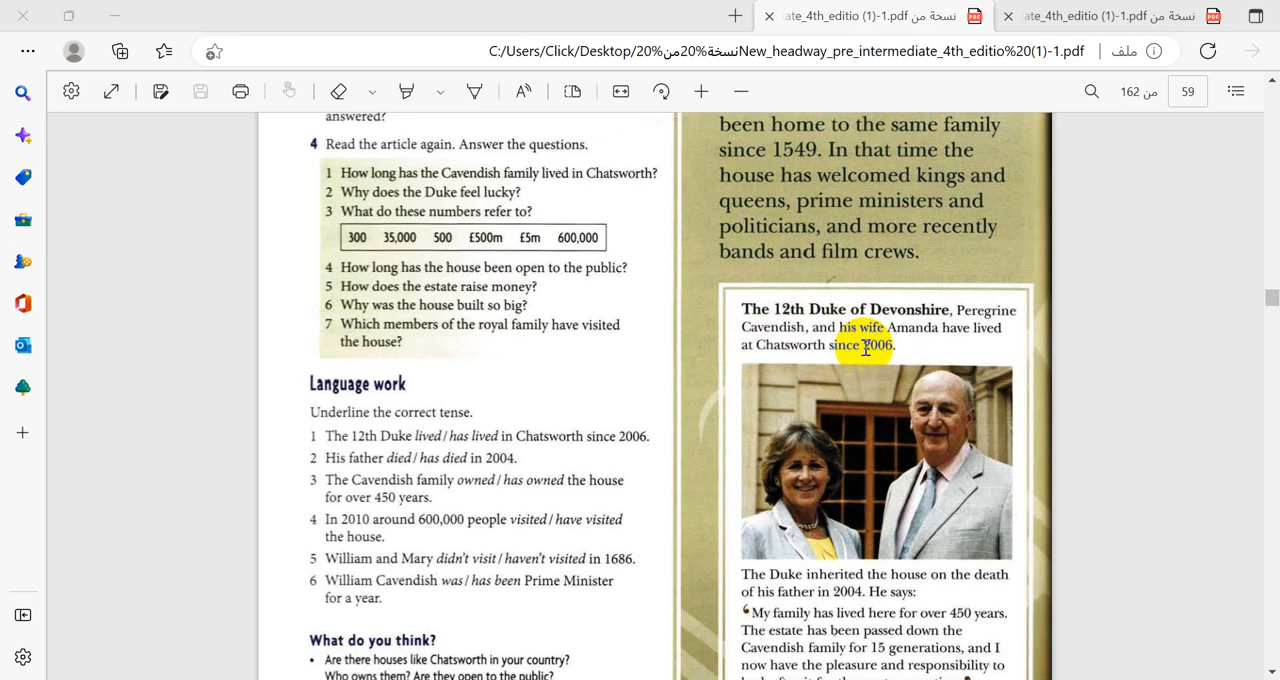 نسخة من ate_4th_editio (1)-1.pdf
نسخة من ate_4th_editio (1)-1.pdf
C:/Users/Click/Desktop/نسخة%20من%20New_headway_pre_intermediate_4th_editio%20(1)-1.pdf
ملف
162 من
59
answered?
4 Read the article again. Answer the questions.
1 How long has the Cavendish family lived in Chatsworth?
2 Why does the Duke feel lucky?
3 What do these numbers refer to?
300 35,000 500 £500m £5m 600,000
4 How long has the house been open to the public?
5 How does the estate raise money?
6 Why was the house built so big?
7 Which members of the royal family have visited
the house?
Language work
Underline the correct tense.
1 The 12th Duke lived / has lived in Chatsworth since 2006.
2 His father died / has died in 2004.
3 The Cavendish family owned / has owned the house
for over 450 years.
4 In 2010 around 600,000 people visited / have visited
the house.
5 William and Mary didn't visit / haven't visited in 1686.
6 William Cavendish was / has been Prime Minister
for a year.
What do you think?
• Are there houses like Chatsworth in your country?
Who owns them? Are they open to the public?
been home to the same family
since 1549. In that time the
house has welcomed kings and
queens, prime ministers and
politicians, and more recently
bands and film crews.
The 12th Duke of Devonshire, Peregrine
Cavendish, and his wife Amanda have lived
at Chatsworth since 2006.
The Duke inherited the house on the death
of his father in 2004. He says:
‘My family has lived here for over 450 years.
The estate has been passed down the
Cavendish family for 15 generations, and I
now have the pleasure and responsibility to